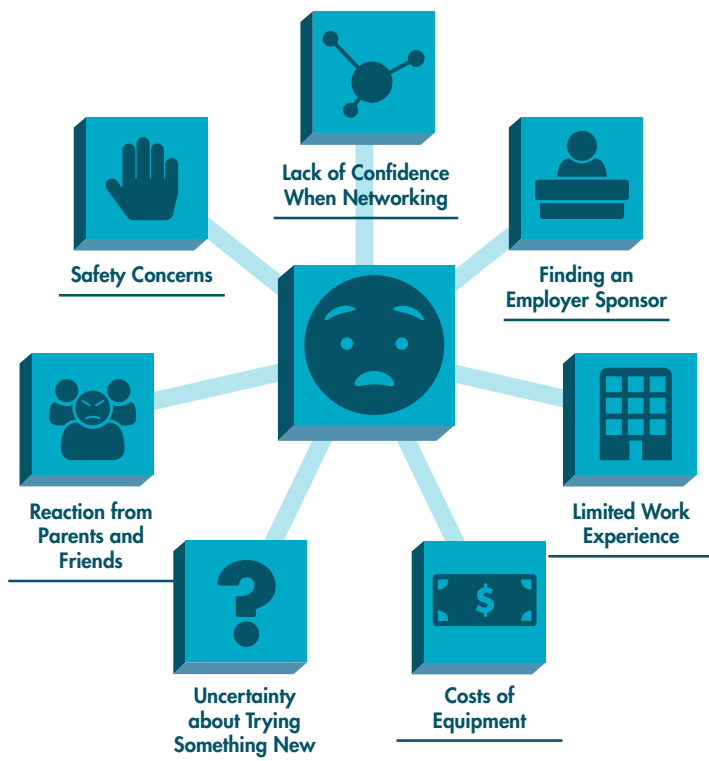 Lack of Confidence
When Networking
Safety Concerns
Finding an
Employer Sponsor
Reaction from
Parents and
Friends
Limited Work
Experience
$
Uncertainty
about Trying
Something New
Costs of
Equipment